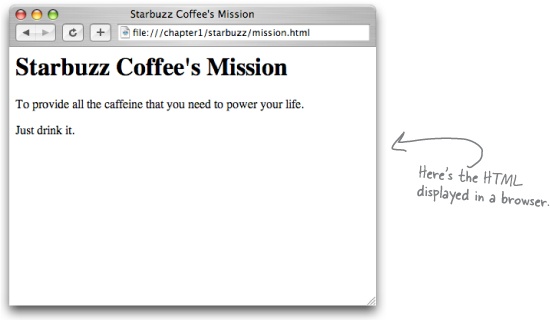 Starbuzz Coffee's Mission
file:///chapter1/starbuzz/mission.html
Starbuzz Coffee's Mission
To provide all the caffeine that you need to power your life.
Just drink it.
Here's the HTML
displayed in a browser.